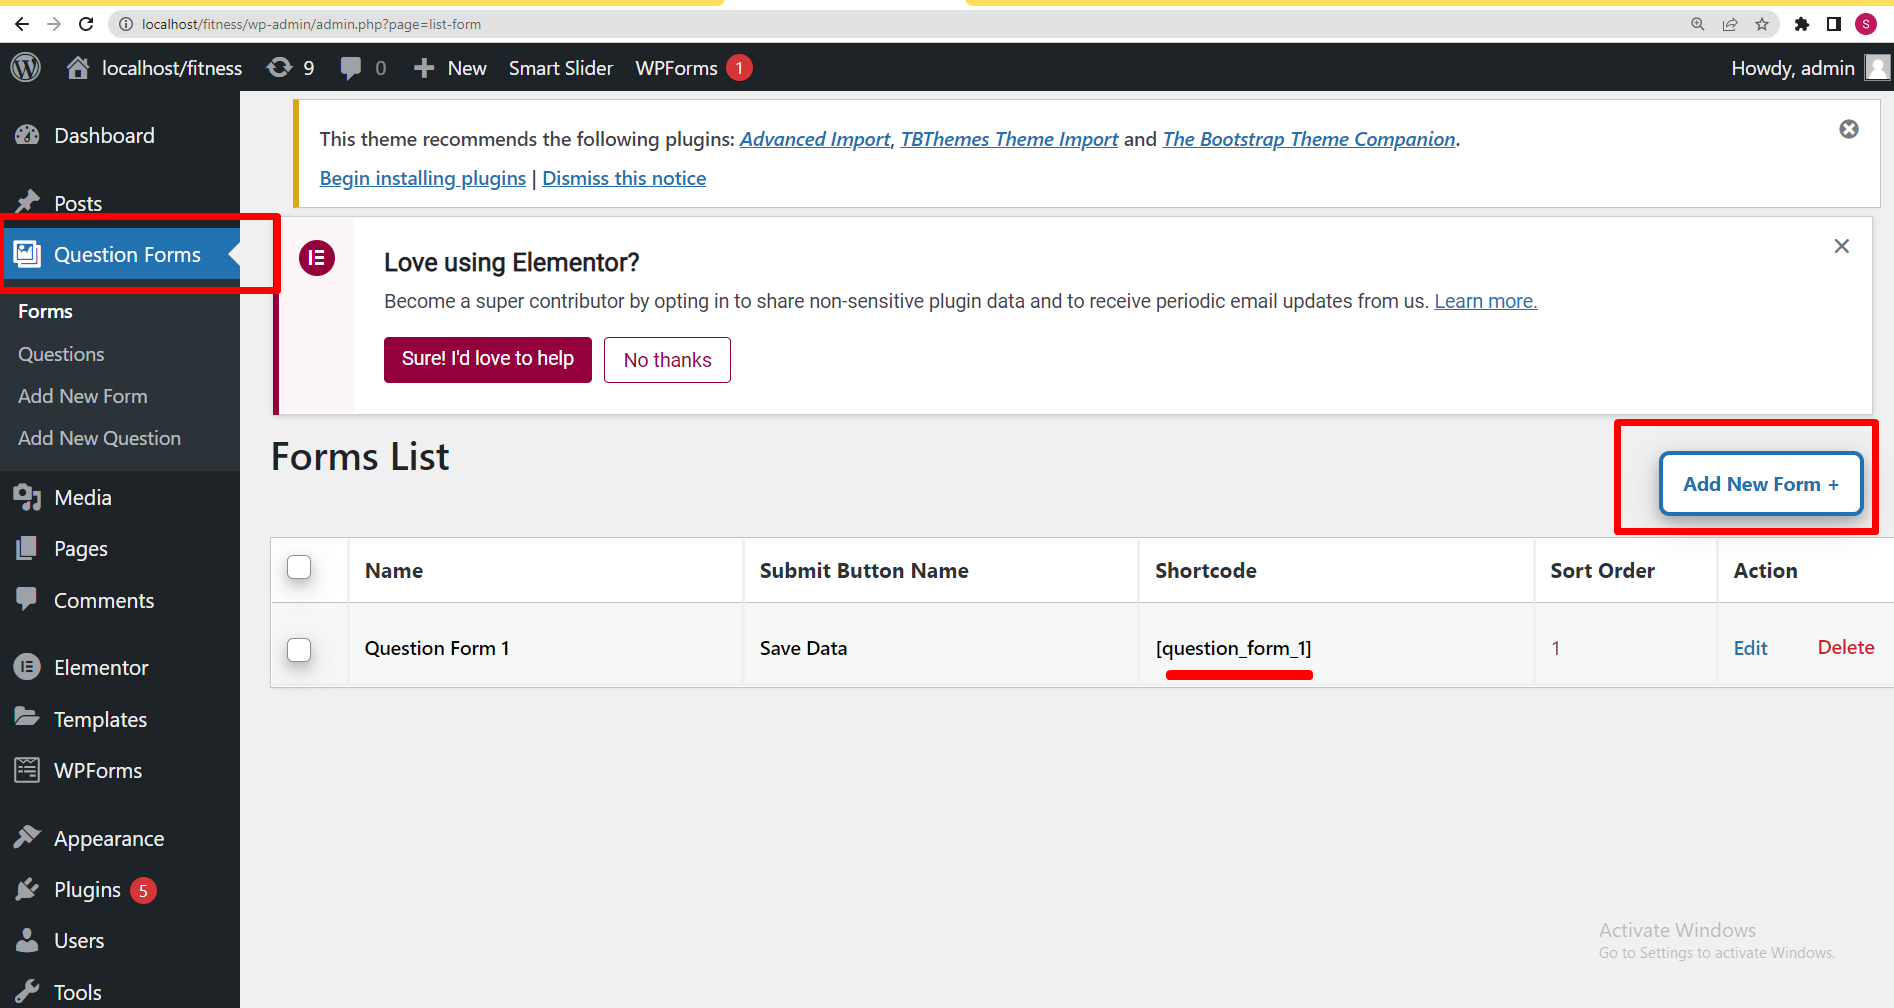 localhost/fitness/wp-admin/admin.php?page=list-form
S
localhost/fitness 9 0 New Smart Slider WPForms 1 Howdy, admin
Dashboard
Posts
Question Forms
Forms
Questions
Add New Form
Add New Question
Media
Pages
Comments
Elementor
Templates
WPForms
Appearance
Plugins 5
Users
Tools
This theme recommends the following plugins: Advanced Import, TBThemes Theme Import and The Bootstrap Theme Companion.
Begin installing plugins | Dismiss this notice
Love using Elementor?
Become a super contributor by opting in to share non-sensitive plugin data and to receive periodic email updates from us. Learn more.
Sure! I'd love to help No thanks
Forms List
Add New Form +
Name Submit Button Name Shortcode Sort Order Action
Question Form 1 Save Data [question_form_1] 1 Edit Delete
Activate Windows
Go to Settings to activate Windows.